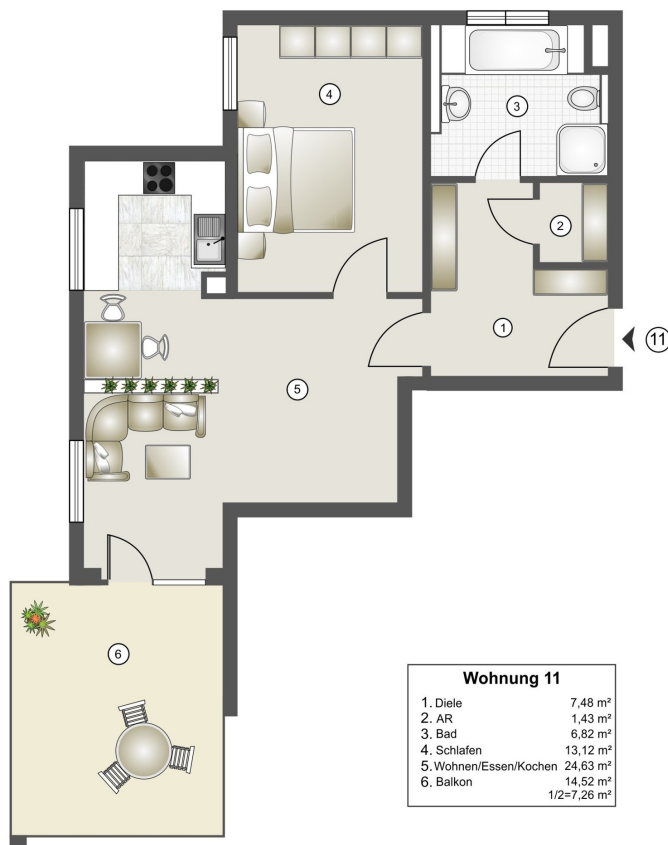 4
3
2
1
11
5
6
Wohnung 11
1. Diele 7,48 m²
2. AR 1,43 m²
3. Bad 6,82 m²
4. Schlafen 13,12 m²
5. Wohnen/Essen/Kochen 24,63 m²
6. Balkon 14,52 m²
1/2=7,26 m²